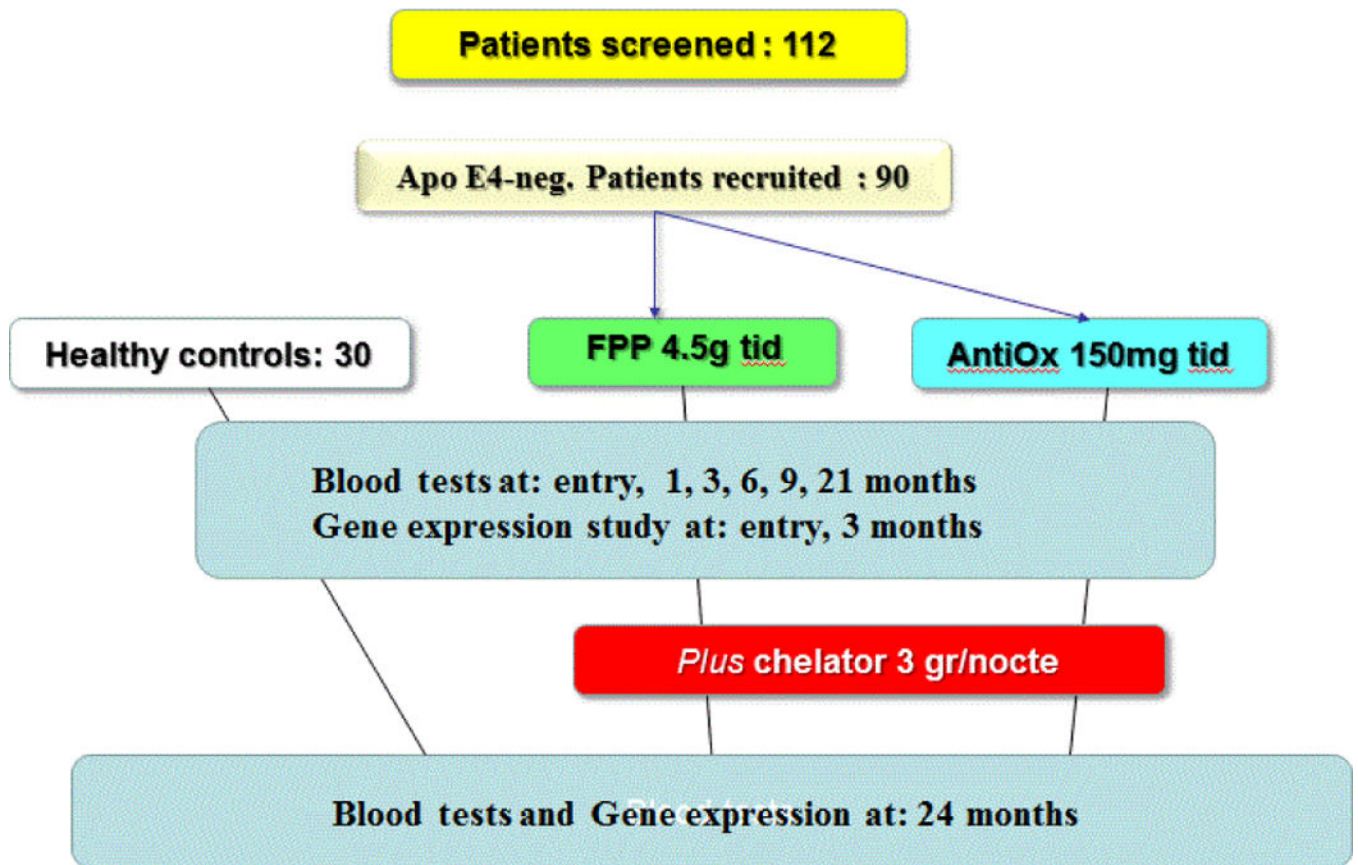 Patients screened : 112
Apo E4-neg. Patients recruited : 90
Healthy controls: 30
FPP 4.5g tid
AntiOx 150mg tid
Blood tests at: entry, 1, 3, 6, 9, 21 months
Gene expression study at: entry, 3 months
Plus chelator 3 gr/nocte
Blood tests and Gene expression at: 24 months